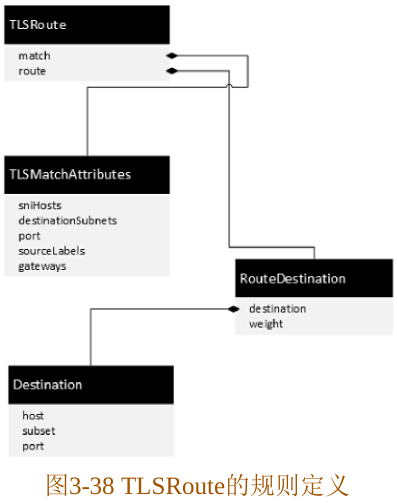 TLSRoute
match
route
TLSMatchAttributes
sniHosts
destinationSubnets
port
sourceLabels
gateways
RouteDestination
destination
weight
Destination
host
subset
port
图3-38 TLSRoute的规则定义